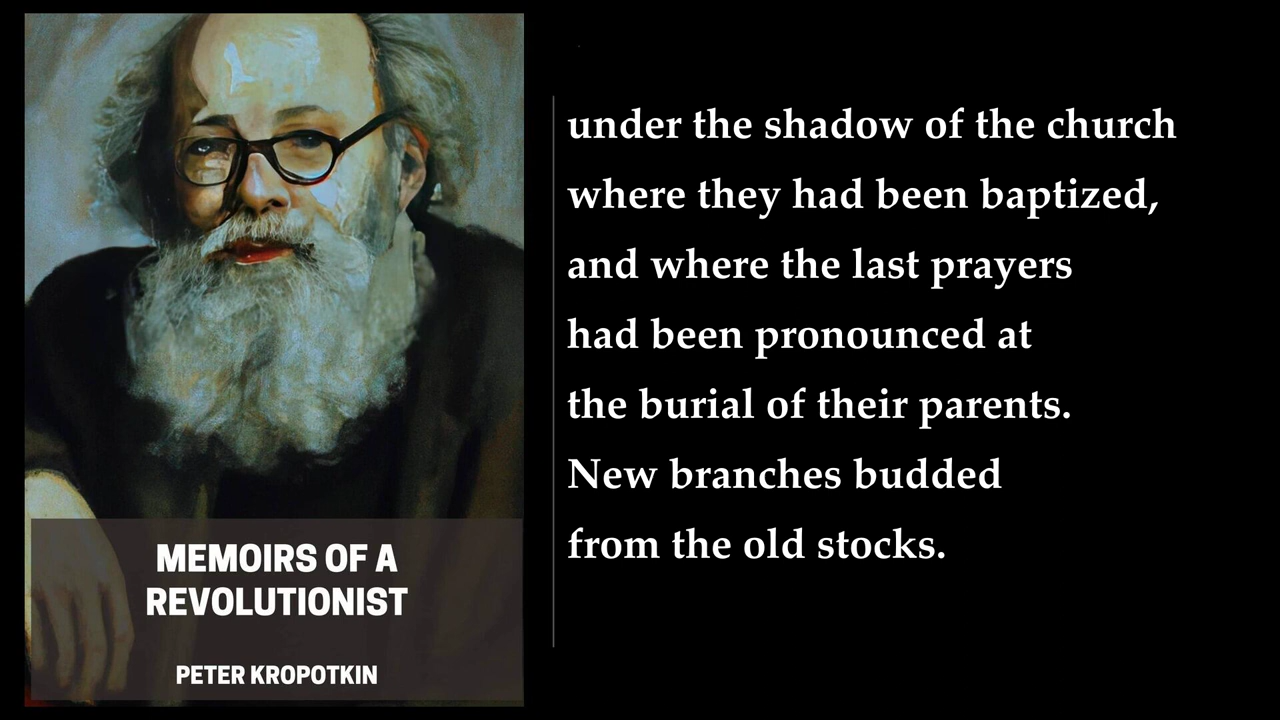 MEMOIRS OF A
REVOLUTIONIST
PETER KROPOTKIN
under the shadow of the church
where they had been baptized,
and where the last prayers
had been pronounced at
the burial of their parents.
New branches budded
from the old stocks.